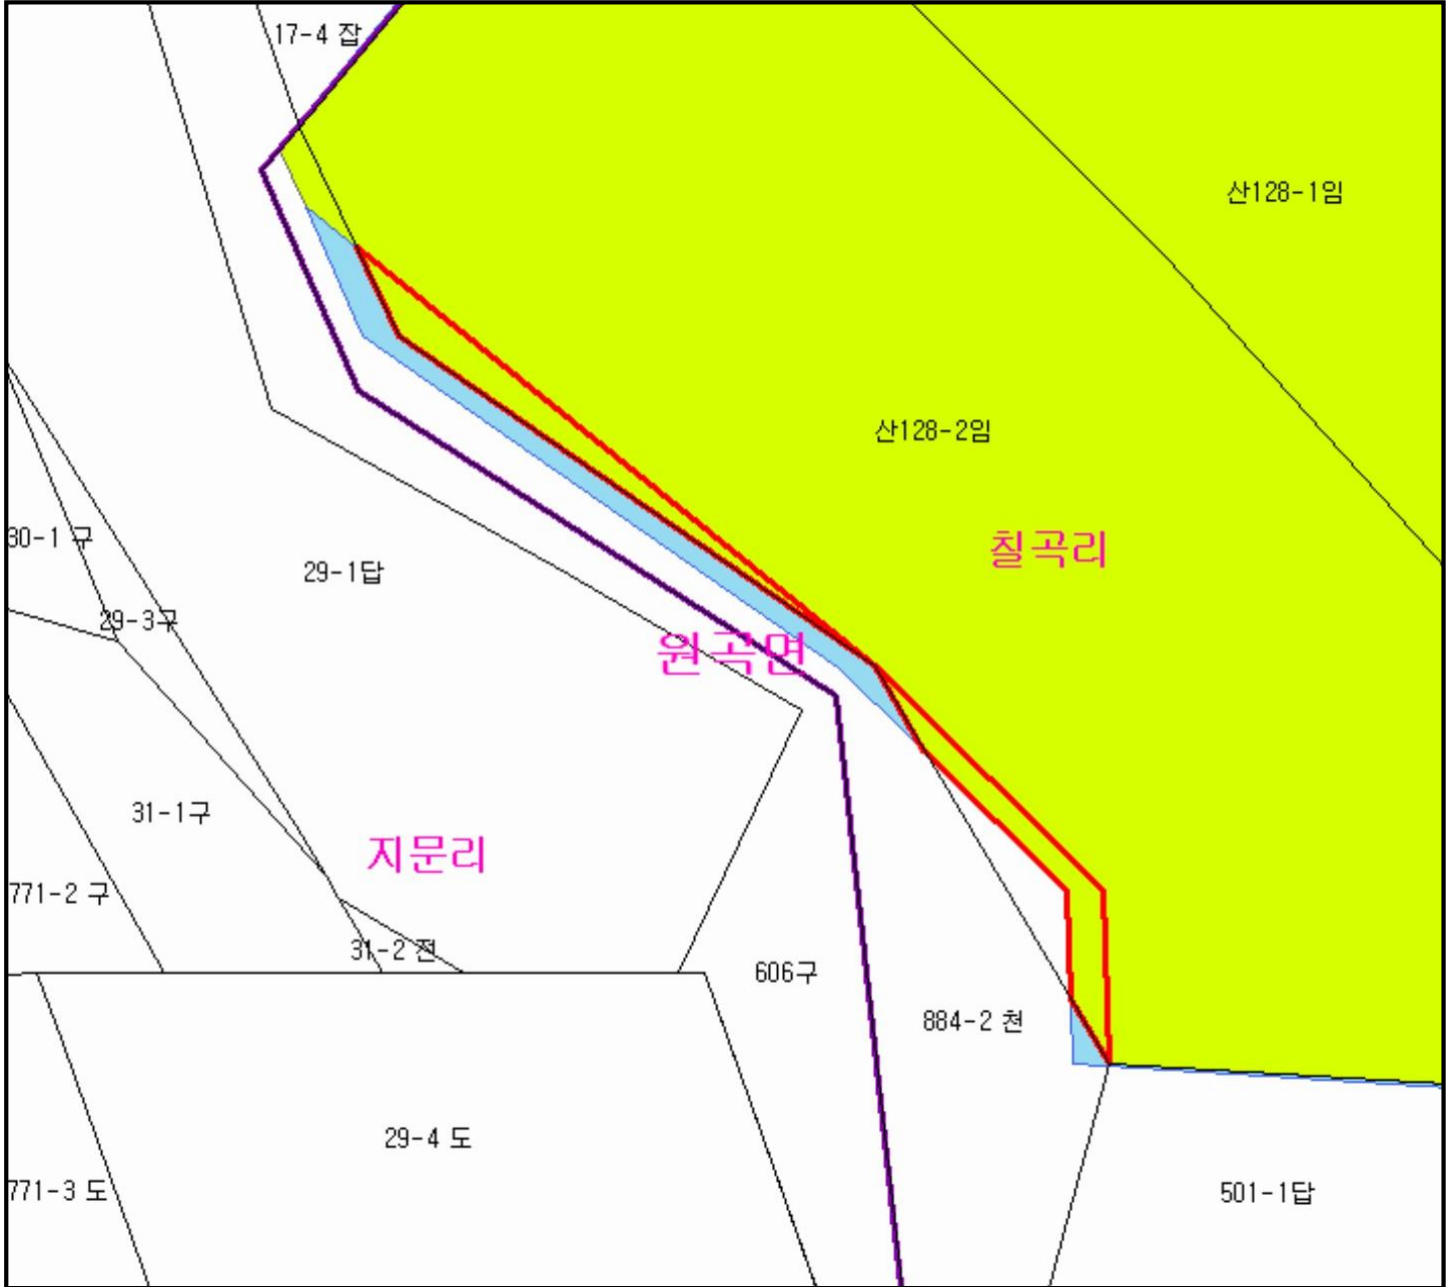 17-4 잡
산128-1임
산128-2임
30-1 구
칠곡리
29-1답
29-3구
원곡면
31-1구
지문리
771-2 구
31-2 전
606구
884-2 천
29-4 도
771-3 도
501-1답